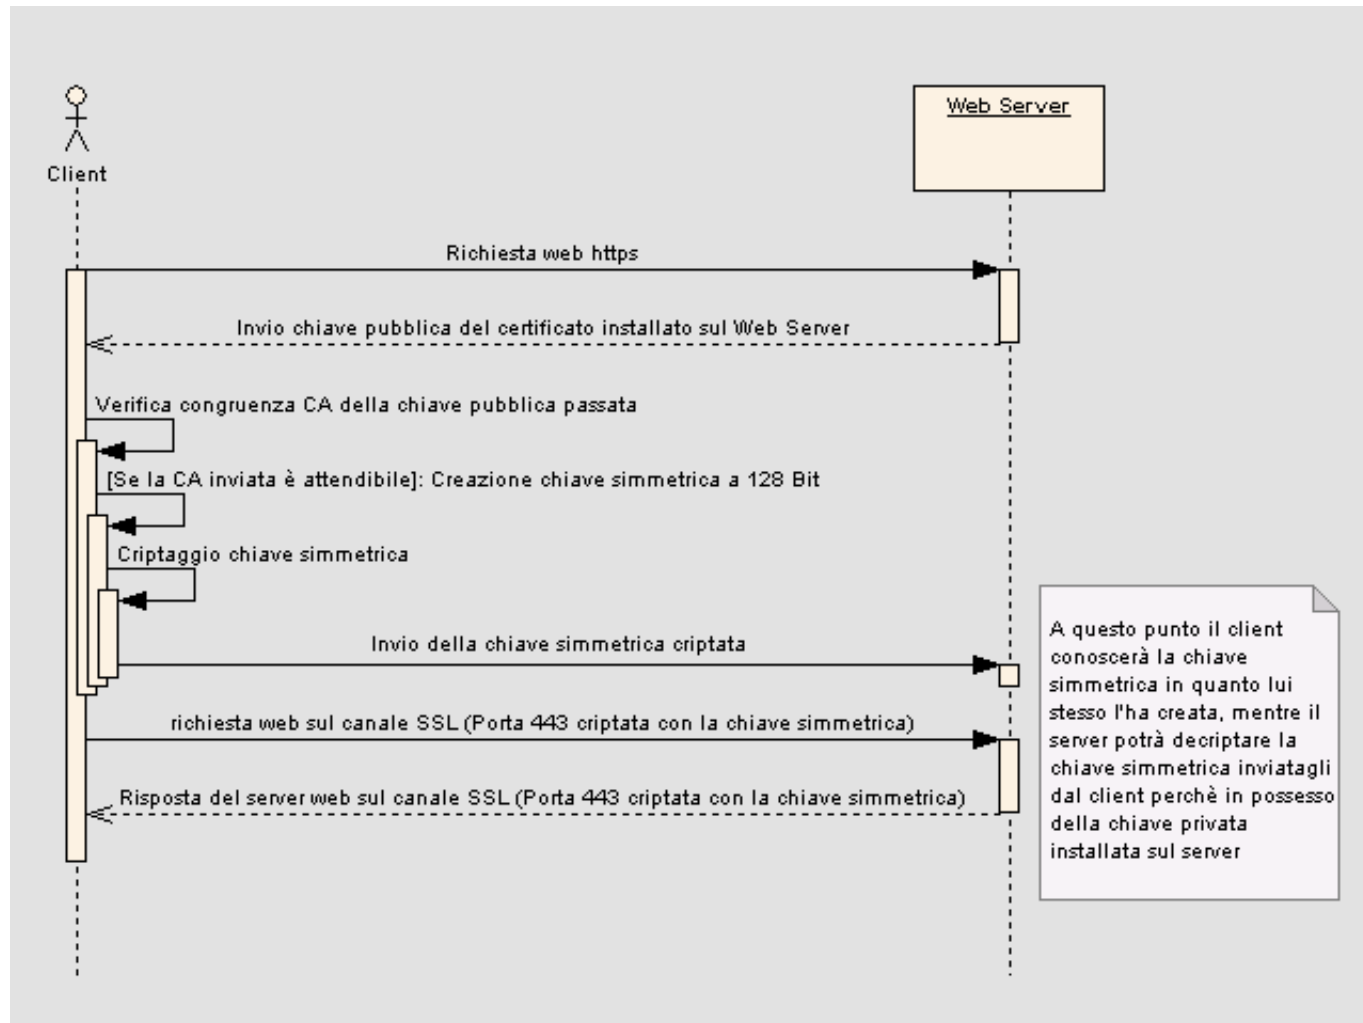 Client
Web Server
Richiesta web https
Invio chiave pubblica del certificato installato sul Web Server
Verifica congruenza CA della chiave pubblica passata
[Se la CA inviata è attendibile]: Creazione chiave simmetrica a 128 Bit
Criptaggio chiave simmetrica
Invio della chiave simmetrica criptata
richiesta web sul canale SSL (Porta 443 criptata con la chiave simmetrica)
Risposta del server web sul canale SSL (Porta 443 criptata con la chiave simmetrica)
A questo punto il client
conoscerà la chiave
simmetrica in quanto lui
stesso l'ha creata, mentre il
server potrà decriptare la
chiave simmetrica inviatagli
dal client perchè in possesso
della chiave privata
installata sul server